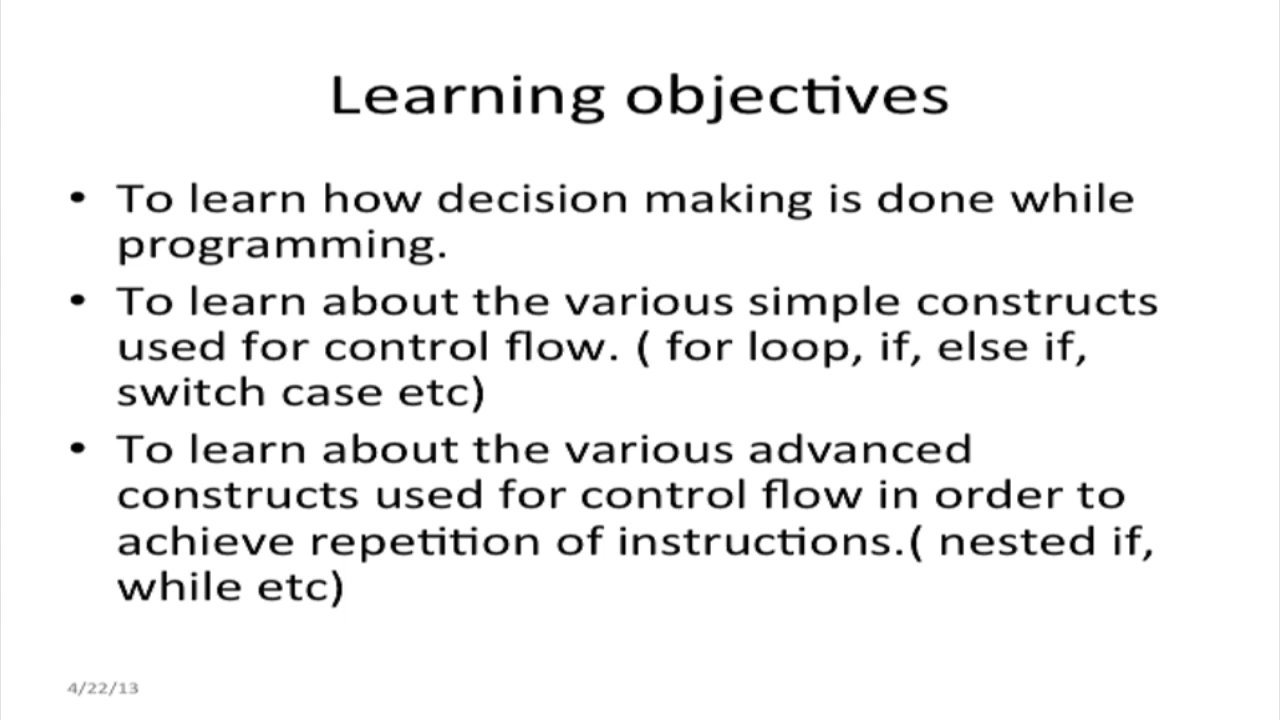 Learning objectives
• To learn how decision making is done while
programming.
• To learn about the various simple constructs
used for control flow. ( for loop, if, else if,
switch case etc)
• To learn about the various advanced
constructs used for control flow in order to
achieve repetition of instructions.( nested if,
while etc)
4/22/13